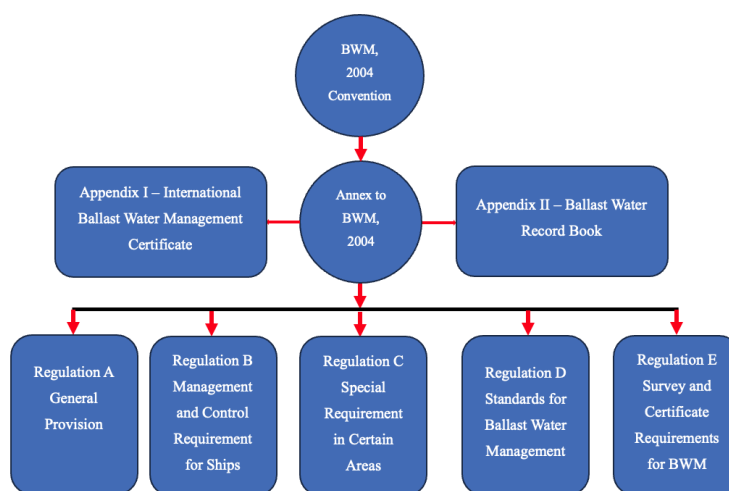 BWM,
2004
Convention
Appendix I – International
Ballast Water Management
Certificate
Annex to
BWM,
2004
Appendix II – Ballast Water
Record Book
Regulation A
General
Provision
Regulation B
Management
and Control
Requirement
for Ships
Regulation C
Special
Requirement
in Certain
Areas
Regulation D
Standards for
Ballast Water
Management
Regulation E
Survey and
Certificate
Requirements
for BWM